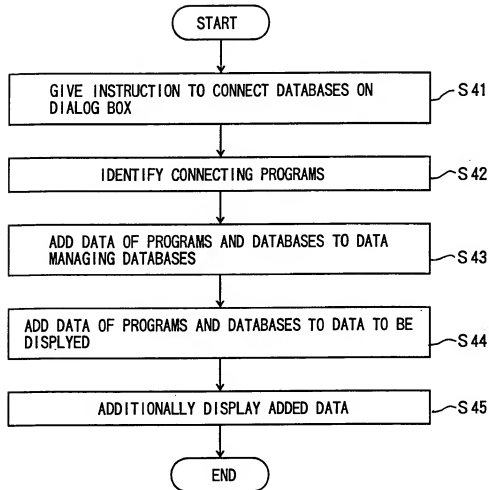 START
GIVE INSTRUCTION TO CONNECT DATABASES ON
DIALOG BOX
S41
IDENTIFY CONNECTING PROGRAMS
S42
ADD DATA OF PROGRAMS AND DATABASES TO DATA
MANAGING DATABASES
S43
ADD DATA OF PROGRAMS AND DATABASES TO DATA TO BE
DISPLYED
S44
ADDITIONALLY DISPLAY ADDED DATA
S45
END